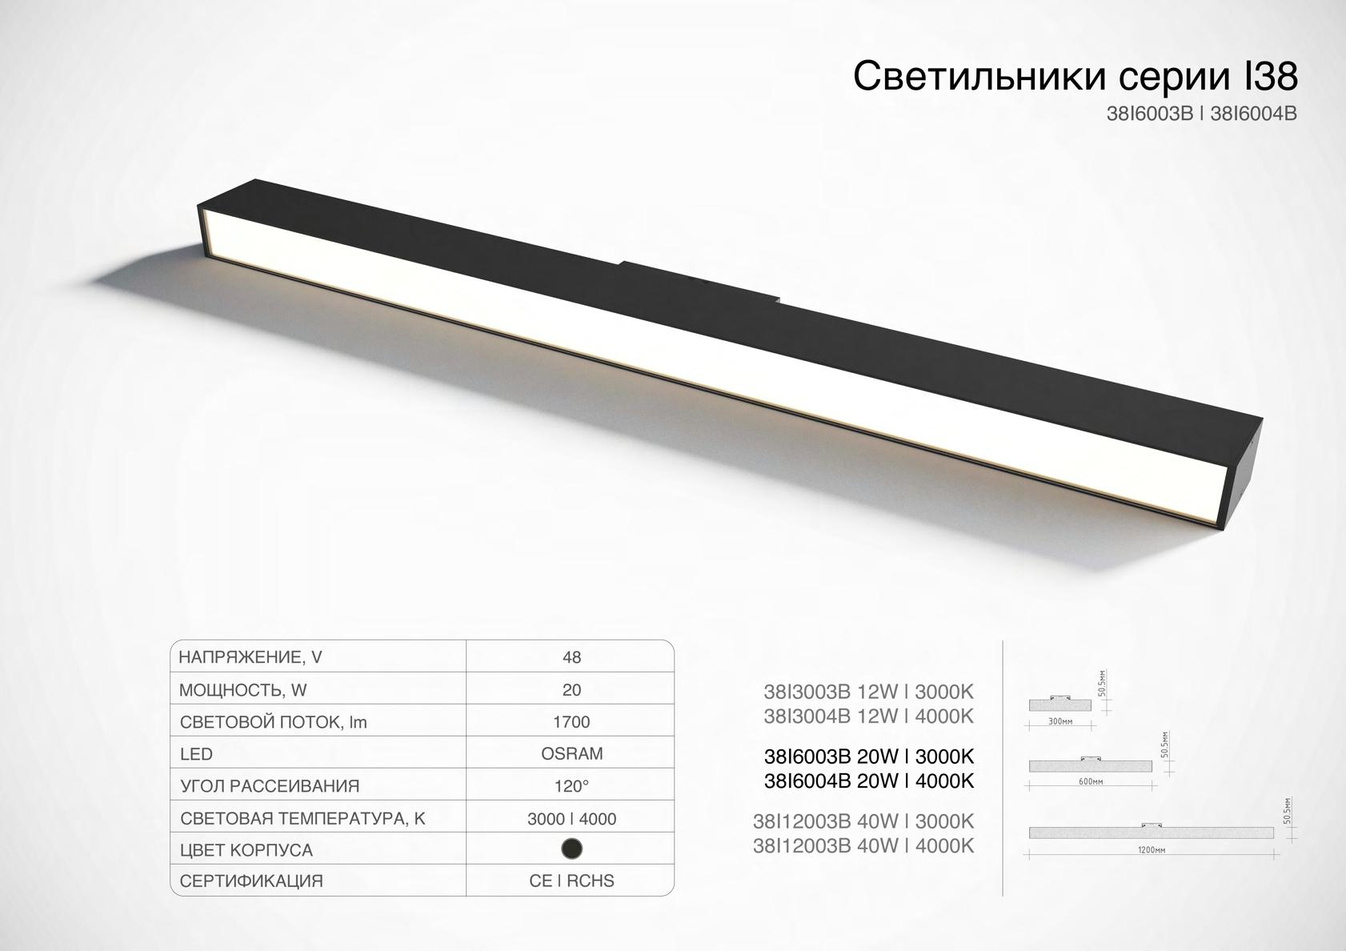 Светильники серии I38
38I6003B | 38I6004B
НАПРЯЖЕНИЕ, V 48
МОЩНОСТЬ, W 20
СВЕТОВОЙ ПОТОК, lm 1700
LED OSRAM
УГОЛ РАССЕИВАНИЯ 120°
СВЕТОВАЯ ТЕМПЕРАТУРА, K 3000 | 4000
ЦВЕТ КОРПУСА
СЕРТИФИКАЦИЯ CE | RCHS
38I3003B 12W | 3000K
38I3004B 12W | 4000K
38I6003B 20W | 3000K
38I6004B 20W | 4000K
38I12003B 40W | 3000K
38I12003B 40W | 4000K
50.5мм
300мм
50.5мм
600мм
50.5мм
1200мм